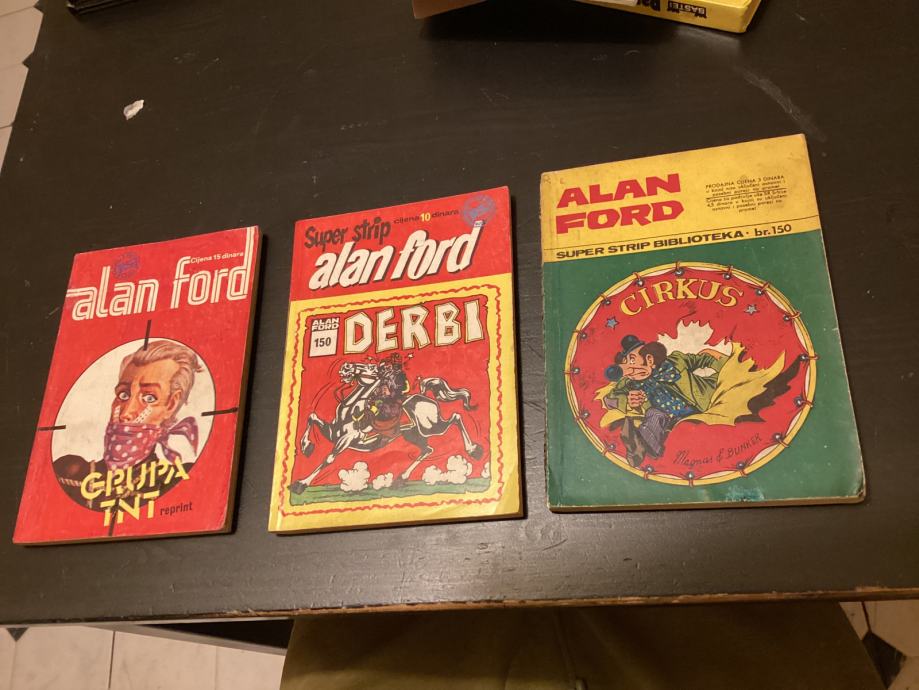 BASTEI
Cijena 15 dinara
alan ford
GRUPA
TNT
reprint
Super strip
cijena 10 dinara
alan ford
ALAN
FORD
150
DERBI
ALAN
FORD
PRODAJNA CIJENA 3 DINARA
SUPER STRIP BIBLIOTEKA · br. 150
CIRKUS
Magnus & BUNKER